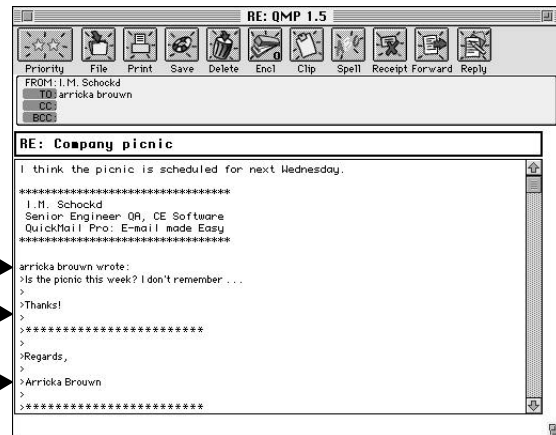 RE: QMP 1.5
Priority File Print Save Delete Encl Clip Spell Receipt Forward Reply
FROM: I.M. Schockd
TO: arricka brouwn
CC:
BCC:
RE: Company picnic
I think the picnic is scheduled for next Wednesday.
*********************************
I.M. Schockd
Senior Engineer QA, CE Software
QuickMail Pro: E-mail made Easy
*********************************
arricka brouwn wrote:
>Is the picnic this week? I don't remember . . .
>
>Thanks!
>
>************************
>
>Regards,
>
>Arricka Brouwn
>
>************************